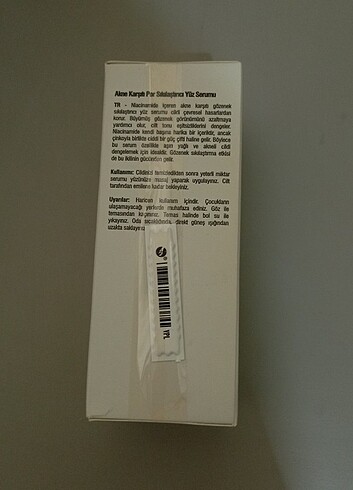 Akne Karşıtı Por Sıkılaştırıcı Yüz Serumu
TR - Niacinamide içeren akne karşıtı gözenek
sıkılaştırıcı yüz serumu cildi çevresel hasarlardan
korur. Büyümüş gözenek görünümünü azaltmaya
yardımcı olur, cilt tonu eşitsizliklerini dengeler.
Niacinamide kendi başına harika bir içeriktir, ancak
çinkoyla birlikte ciddi bir güç çifti haline gelir. Böylece
bu serum özellikle aşırı yağlı ve akneli cildi
dengelemek için idealdir. Gözenek sıkılaştırma etkisi
de bu ikilinin gücünden gelir.
Kullanımı: Cildinizi temizledikten sonra yeterli miktar
serumu yüzünüze masaj yaparak uygulayınız. Cilt
tarafından emilene kadar bekleyiniz.
Uyarılar: Haricen kullanım içindir. Çocukların
ulaşamayacağı yerlerde muhafaza ediniz. Göz ile
temasından kaçınınız. Temas halinde bol su ile
yıkayınız. Oda sıcaklığında, direkt güneş ışığından
uzakta saklayınız.